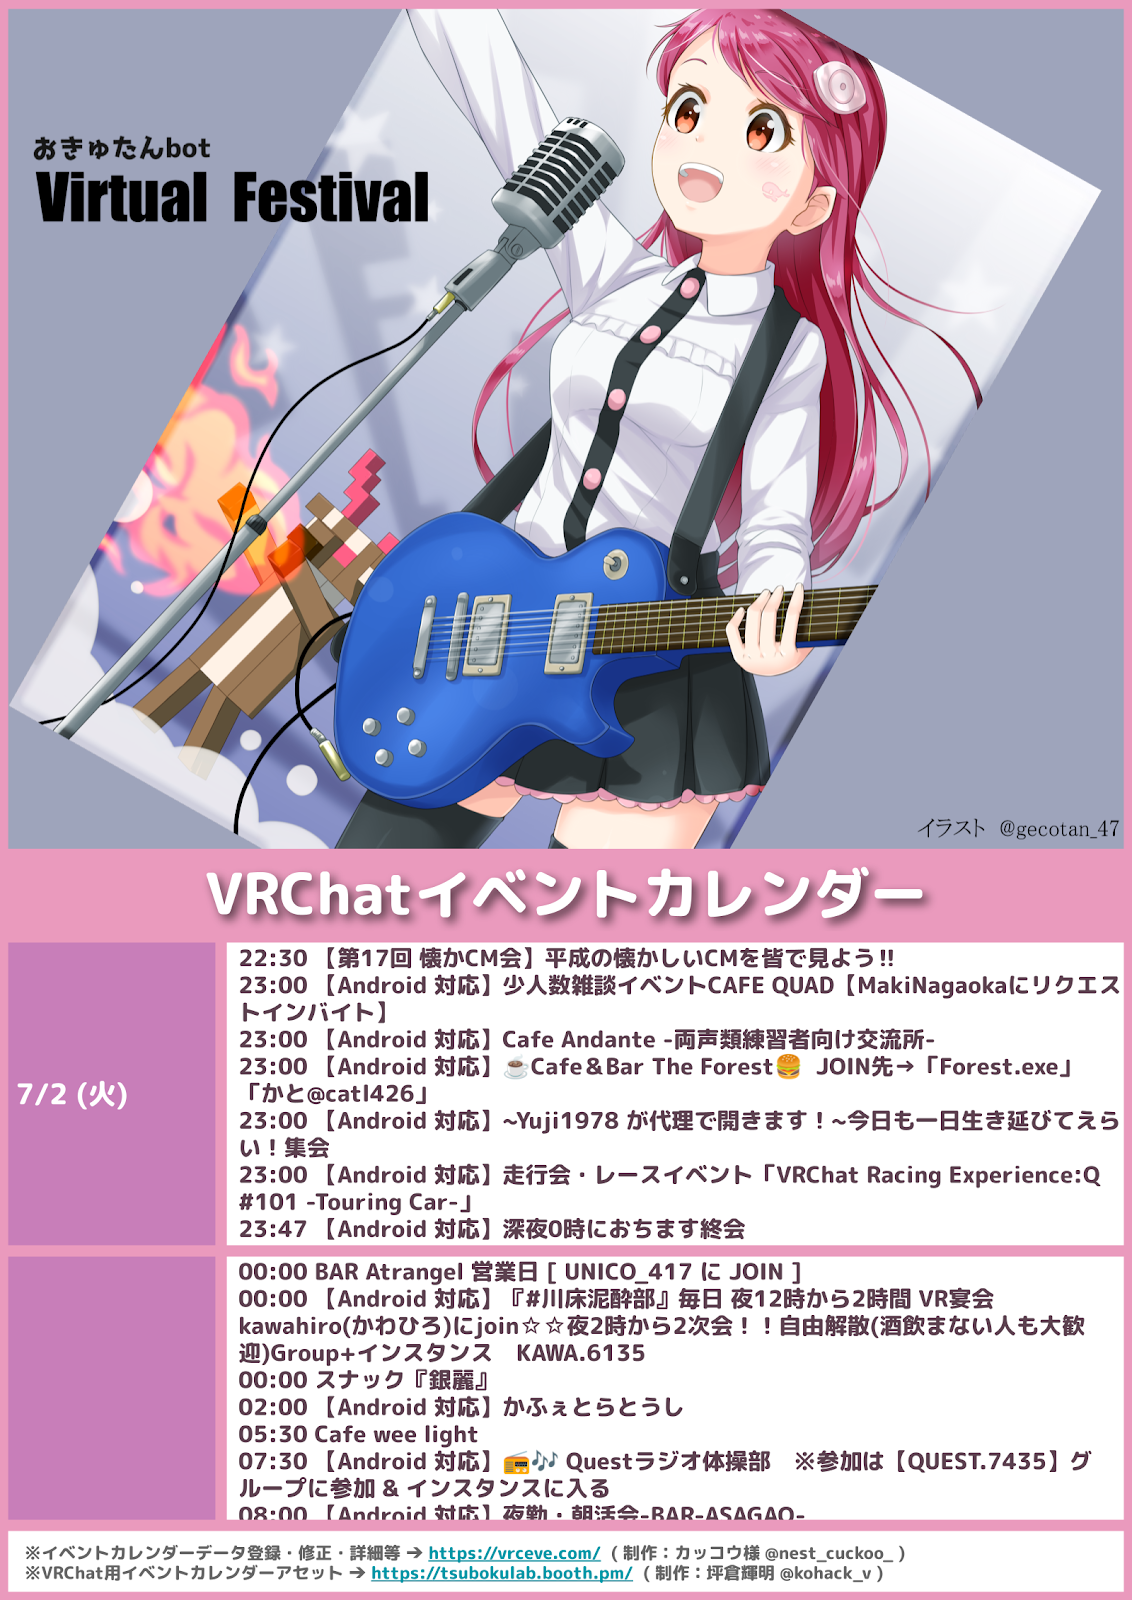 おきゅたんbot
Virtual Festival
イラスト @gecotan_47
VRChatイベントカレンダー
7/2 (火)
22:30 【第17回 懐かCM会】平成の懐かしいCMを皆で見よう‼
23:00 【Android 対応】少人数雑談イベントCAFE QUAD【MakiNagaokaにリクエス
トインバイト】
23:00 【Android 対応】Cafe Andante -両声類練習者向け交流所-
23:00 【Android 対応】☕Cafe＆Bar The Forest🍔 JOIN先→「Forest.exe」
「かと@catl426」
23:00 【Android 対応】~Yuji1978 が代理で開きます！~今日も一日生き延びてえら
い！集会
23:00 【Android 対応】走行会・レースイベント「VRChat Racing Experience:Q
#101 -Touring Car-」
23:47 【Android 対応】深夜0時におちます終会
00:00 BAR Atrangel 営業日 [ UNICO_417 に JOIN ]
00:00 【Android 対応】『#川床泥酔部』毎日 夜12時から2時間 VR宴会
kawahiro(かわひろ)にjoin☆☆夜2時から2次会！！自由解散(酒飲まない人も大歓
迎)Group+インスタンス　KAWA.6135
00:00 スナック『銀麗』
02:00 【Android 対応】かふぇとらとうし
05:30 Cafe wee light
07:30 【Android 対応】📻🎶 Questラジオ体操部　※参加は【QUEST.7435】グ
ループに参加 & インスタンスに入る
08:00 【Android 対応】夜勤・朝活会-BAR-ASAGAO-
※イベントカレンダーデータ登録・修正・詳細等 → https://vrceve.com/ ( 制作：カッコウ様 @nest_cuckoo_ )
※VRChat用イベントカレンダーアセット → https://tsubokulab.booth.pm/ ( 制作：坪倉輝明 @kohack_v )